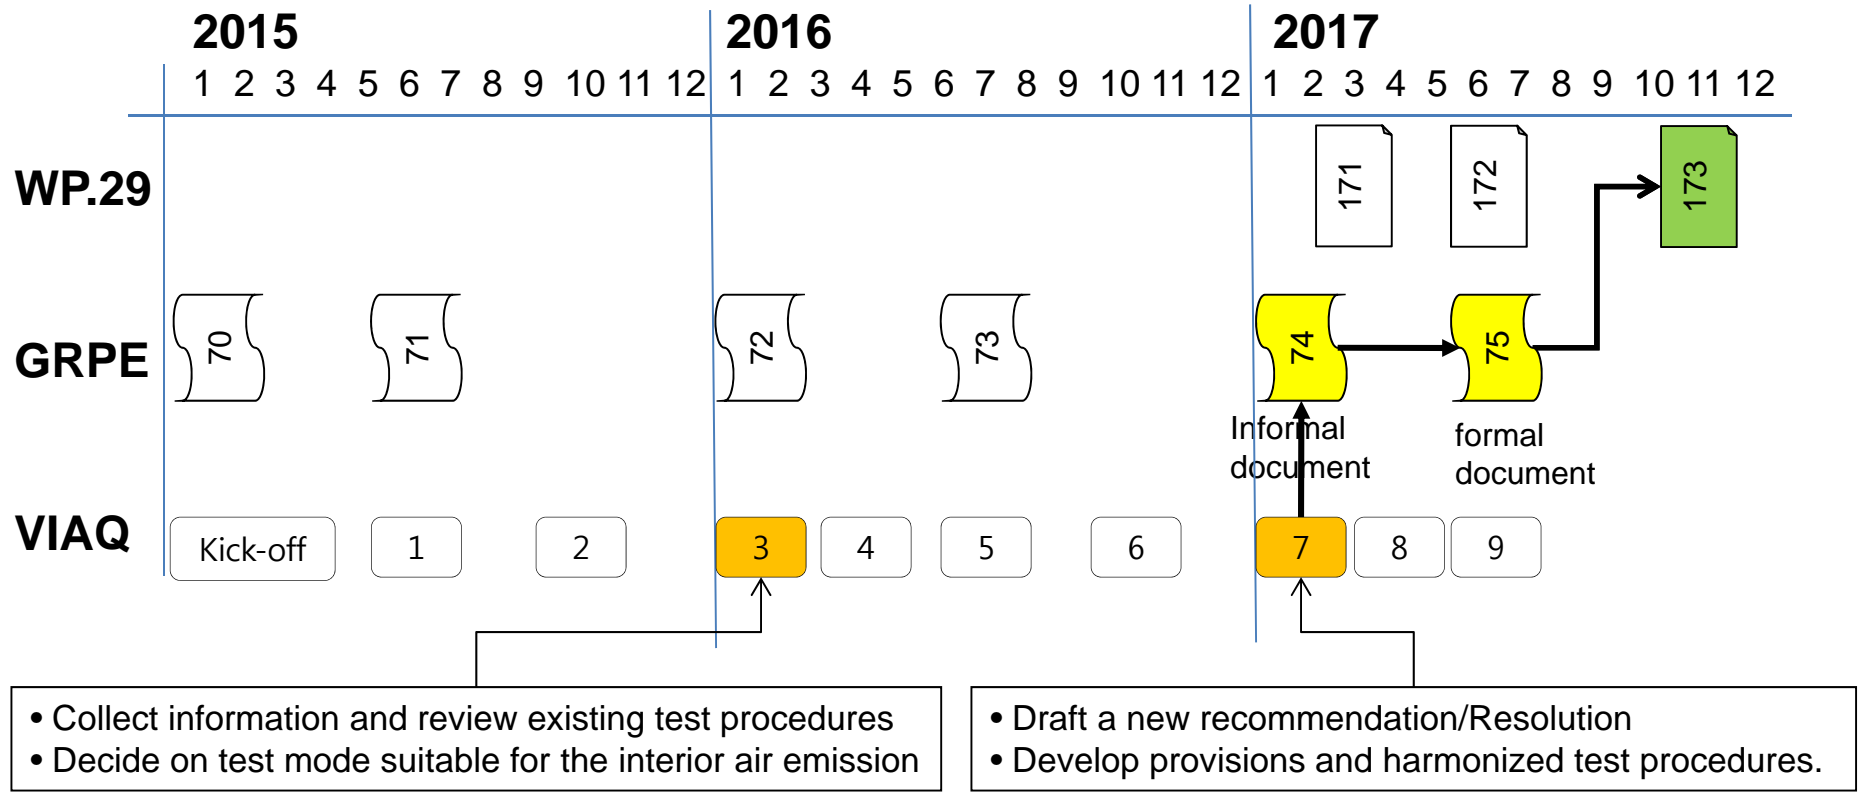 2015 2016 2017
1 2 3 4 5 6 7 8 9 10 11 12 1 2 3 4 5 6 7 8 9 10 11 12 1 2 3 4 5 6 7 8 9 10 11 12
WP.29 171 172 173
GRPE 70 71 72 73 74 75
Informal
document
formal
document
VIAQ Kick-off 1 2 3 4 5 6 7 8 9
• Collect information and review existing test procedures
• Decide on test mode suitable for the interior air emission
• Draft a new recommendation/Resolution
• Develop provisions and harmonized test procedures.